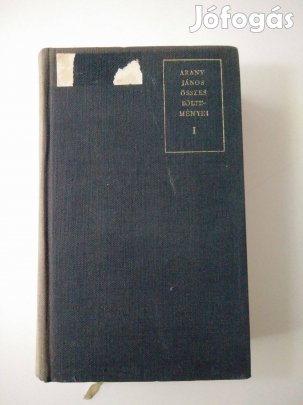 Jófogás
ARANY
JÁNOS
ÖSSZES
KÖLTE-
MÉNYEI
I